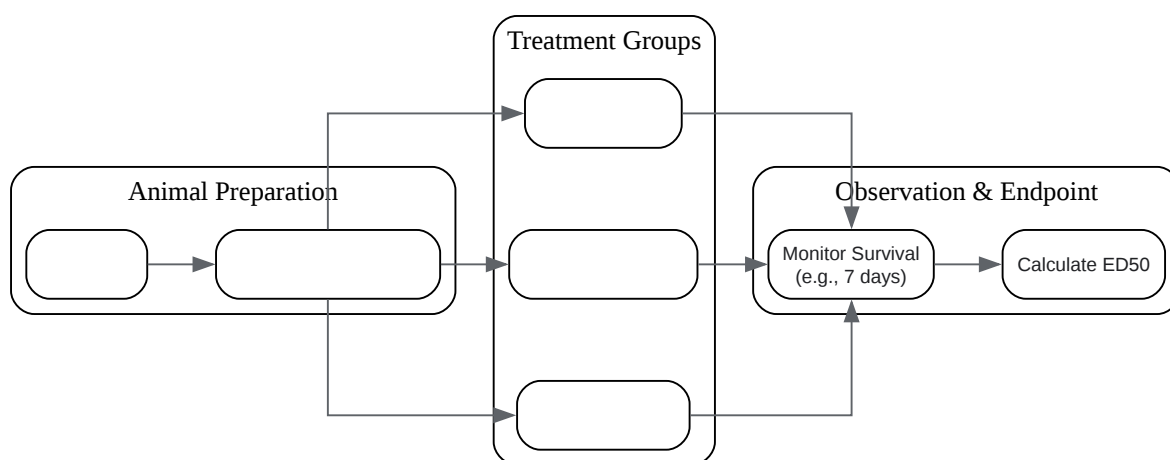 Treatment Groups
Animal Preparation
Observation & Endpoint
Monitor Survival
(e.g., 7 days)
Calculate ED50